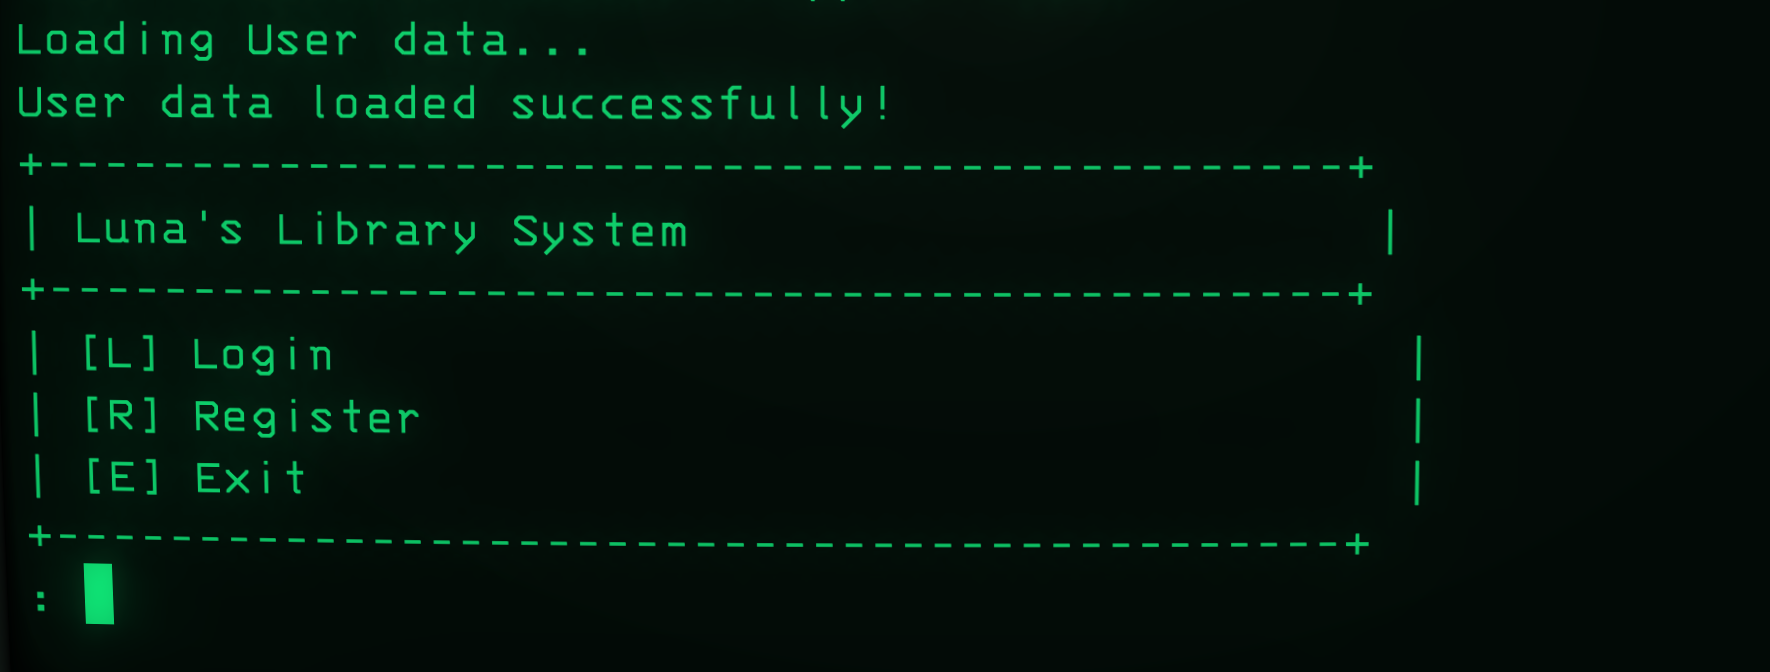 Loading User data...
User data loaded successfully!
+----------------------------------------------+
| Luna's Library System                        |
+----------------------------------------------+
| [L] Login                                     |
| [R] Register                                  |
| [E] Exit                                      |
+----------------------------------------------+
: